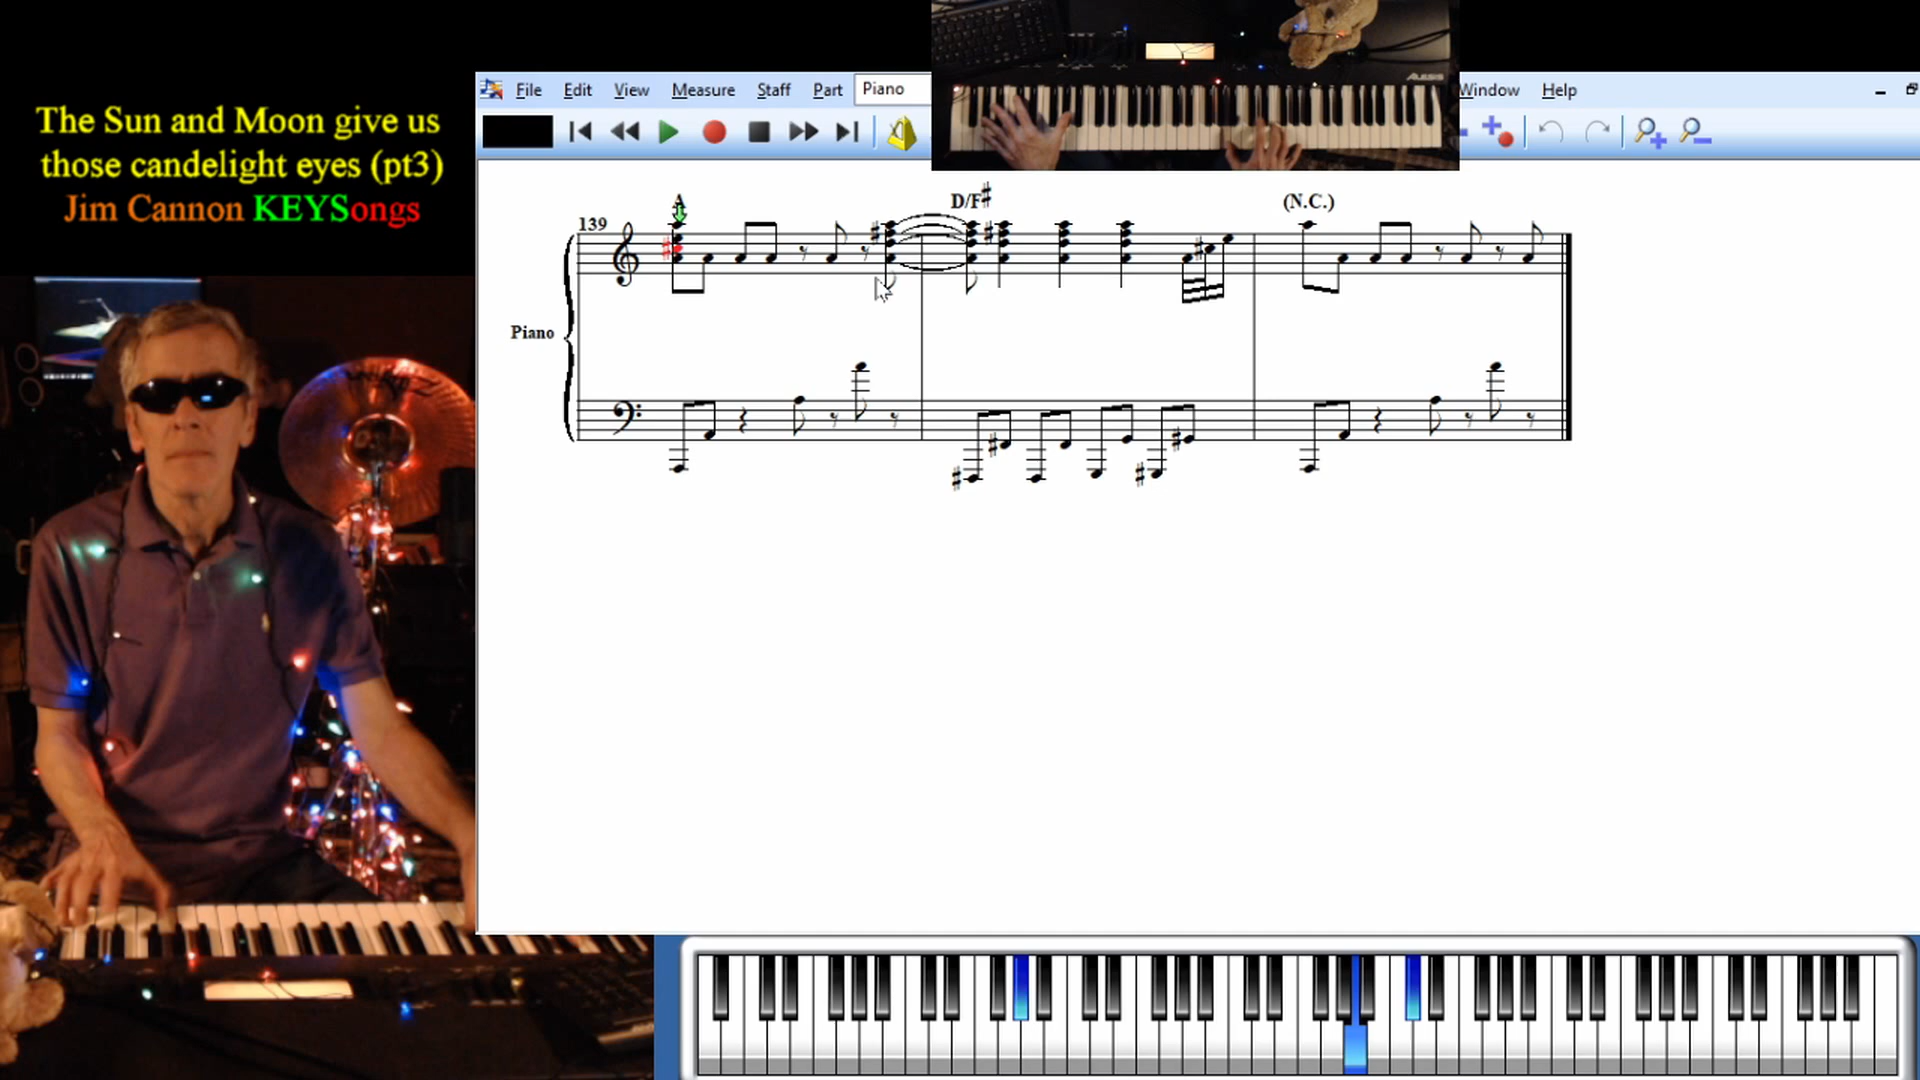 The Sun and Moon give us
those candelight eyes (pt3)
Jim Cannon KEYSongs
File Edit View Measure Staff Part Piano Window Help
ALESIS
A D/F# (N.C.)
139
Piano